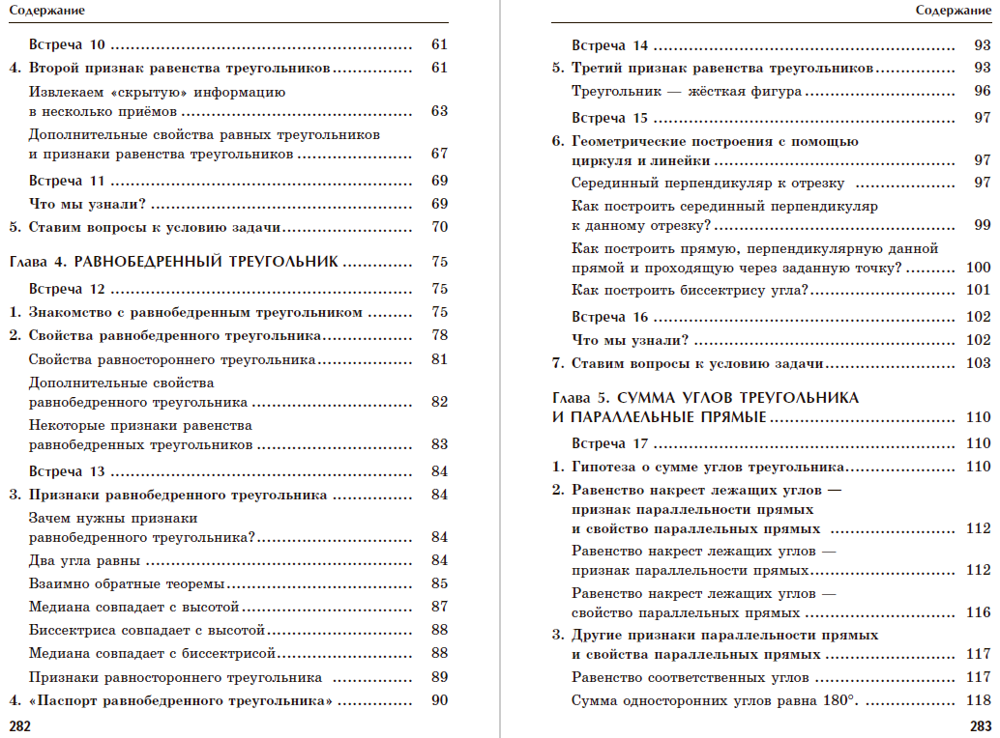 Содержание
Встреча 10 ........ 61
4. Второй признак равенства треугольников ........ 61
Извлекаем «скрытую» информацию
в несколько приёмов ........ 63
Дополнительные свойства равных треугольников
и признаки равенства треугольников ........ 67
Встреча 11 ........ 69
Что мы узнали? ........ 69
5. Ставим вопросы к условию задачи ........ 70
Глава 4. РАВНОБЕДРЕННЫЙ ТРЕУГОЛЬНИК ........ 75
Встреча 12 ........ 75
1. Знакомство с равнобедренным треугольником ........ 75
2. Свойства равнобедренного треугольника ........ 78
Свойства равностороннего треугольника ........ 81
Дополнительные свойства
равнобедренного треугольника ........ 82
Некоторые признаки равенства
равнобедренных треугольников ........ 83
Встреча 13 ........ 84
3. Признаки равнобедренного треугольника ........ 84
Зачем нужны признаки
равнобедренного треугольника? ........ 84
Два угла равны ........ 84
Взаимно обратные теоремы ........ 85
Медиана совпадает с высотой ........ 87
Биссектриса совпадает с высотой ........ 88
Медиана совпадает с биссектрисой ........ 88
Признаки равностороннего треугольника ........ 89
4. «Паспорт равнобедренного треугольника» ........ 90
282
Содержание
Встреча 14 ........ 93
5. Третий признак равенства треугольников ........ 93
Треугольник — жёсткая фигура ........ 96
Встреча 15 ........ 97
6. Геометрические построения с помощью
циркуля и линейки ........ 97
Серединный перпендикуляр к отрезку ........ 97
Как построить серединный перпендикуляр
к данному отрезку? ........ 99
Как построить прямую, перпендикулярную данной
прямой и проходящую через заданную точку? ........ 100
Как построить биссектрису угла? ........ 101
Встреча 16 ........ 102
Что мы узнали? ........ 102
7. Ставим вопросы к условию задачи ........ 103
Глава 5. СУММА УГЛОВ ТРЕУГОЛЬНИКА
И ПАРАЛЛЕЛЬНЫЕ ПРЯМЫЕ ........ 110
Встреча 17 ........ 110
1. Гипотеза о сумме углов треугольника ........ 110
2. Равенство накрест лежащих углов —
признак параллельности прямых
и свойство параллельных прямых ........ 112
Равенство накрест лежащих углов —
признак параллельности прямых ........ 112
Равенство накрест лежащих углов —
свойство параллельных прямых ........ 116
3. Другие признаки параллельности прямых
и свойства параллельных прямых ........ 117
Равенство соответственных углов ........ 117
Сумма односторонних углов равна 180°. ........ 118
283